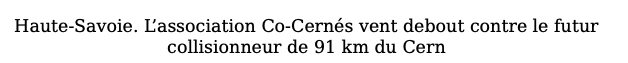 Haute-Savoie. L’association Co-Cernés vent debout contre le futur
collisionneur de 91 km du Cern